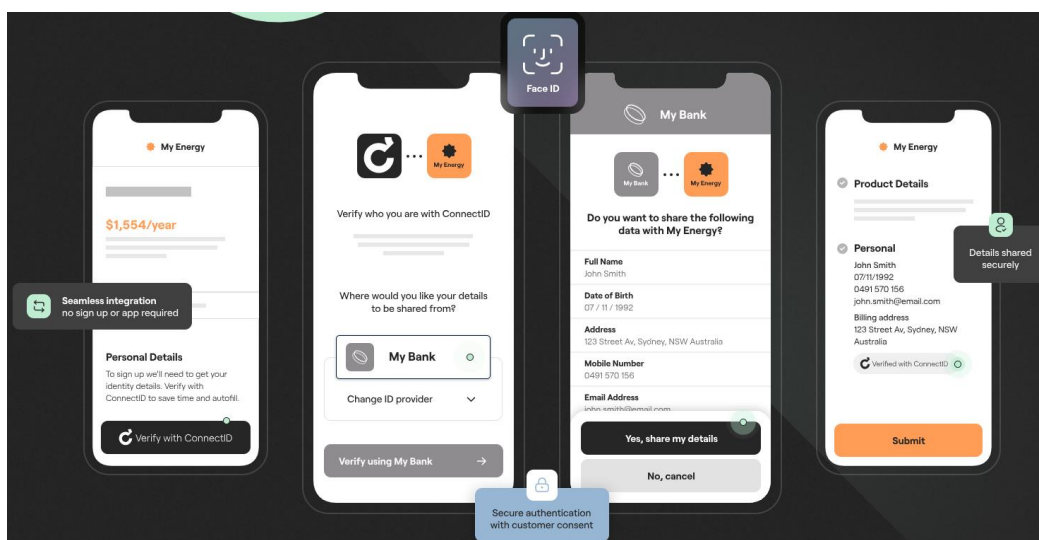 My Energy
$1,554/year
Seamless integration
no sign up or app required
Personal Details
To sign up we'll need to get your
identity details. Verify with
ConnectID to save time and autofill.
Verify with ConnectID
My Energy
Verify who you are with ConnectID
Where would you like your details
to be shared from?
My Bank
Change ID provider
Verify using My Bank
Face ID
My Bank
My Bank
My Energy
Do you want to share the following
data with My Energy?
Full Name
John Smith
Date of Birth
07 / 11 / 1992
Address
123 Street Av, Sydney, NSW Australia
Mobile Number
0491 570 156
Email Address
john.smith@email.com
Yes, share my details
No, cancel
Secure authentication
with customer consent
My Energy
Product Details
Personal
John Smith
07/11/1992
0491 570 156
john.smith@email.com
Billing address
123 Street Av, Sydney, NSW
Australia
Verified with ConnectID
Submit
Details shared
securely